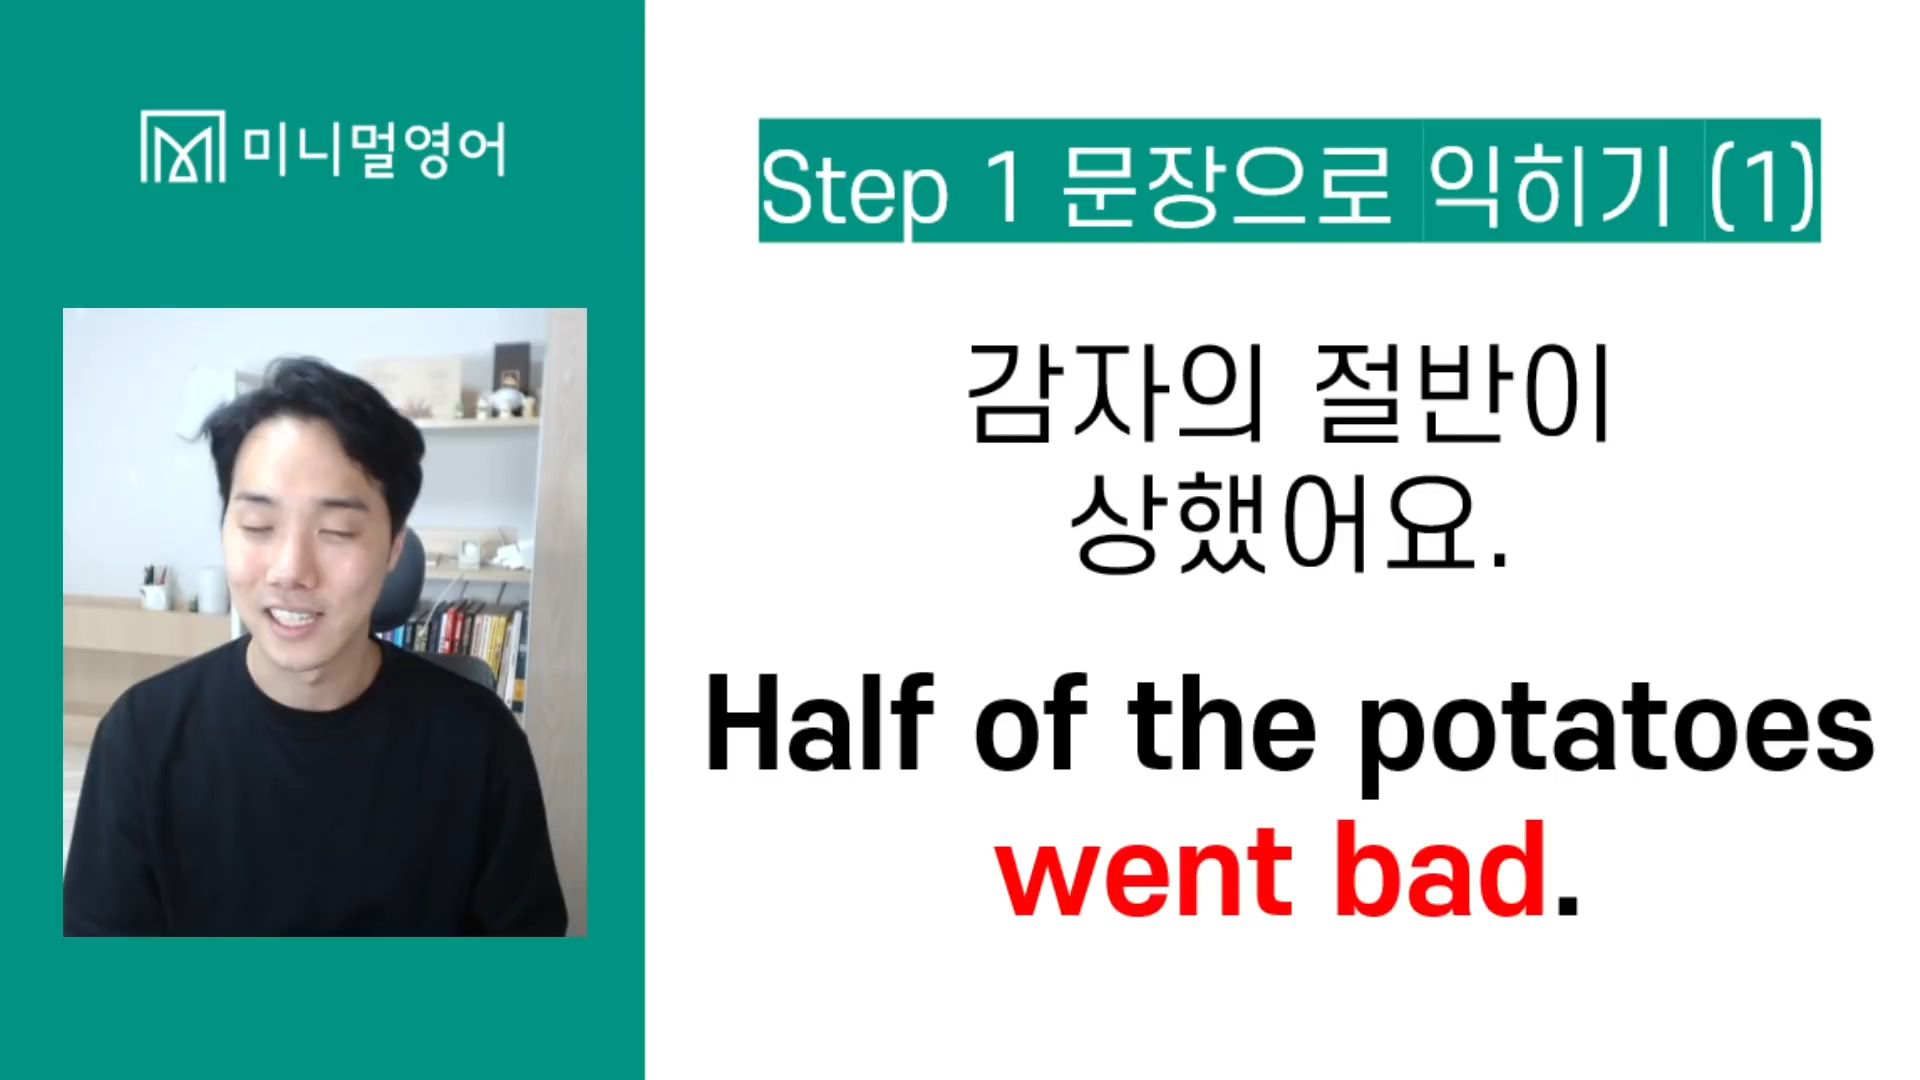 미니멀영어
Step 1 문장으로 익히기 (1)
감자의 절반이
상했어요.
Half of the potatoes
went bad.